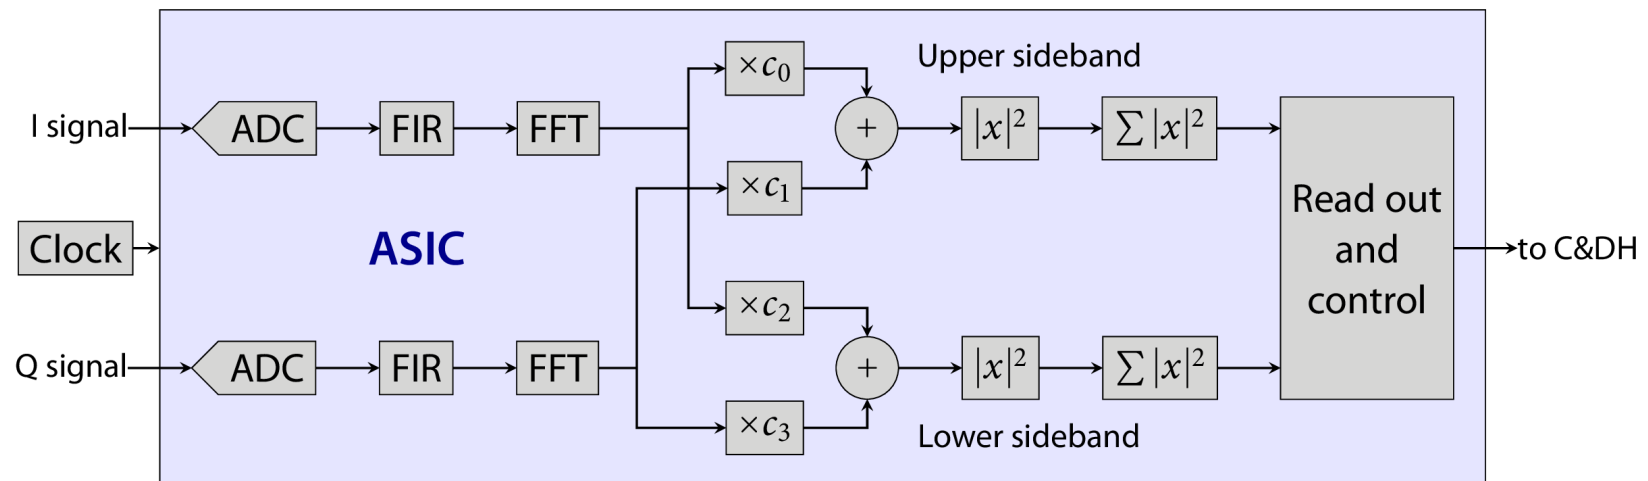 ×c₀
Upper sideband
I signal
ADC
FIR
FFT
+
|x|²
∑ |x|²
×c₁
Clock
ASIC
Read out
and
control
to C&DH
×c₂
Q signal
ADC
FIR
FFT
+
|x|²
∑ |x|²
×c₃
Lower sideband